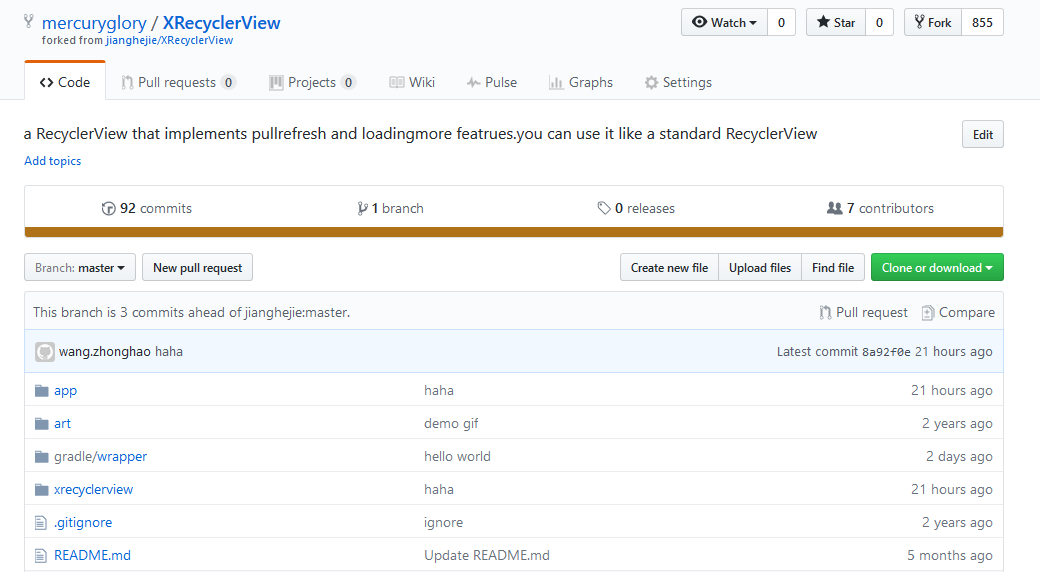 mercuryglory / XRecyclerView
Watch 0 Star 0 Fork 855
forked from jianghejie/XRecyclerView
Code Pull requests 0 Projects 0 Wiki Pulse Graphs Settings
a RecyclerView that implements pullrefresh and loadingmore featrues.you can use it like a standard RecyclerView Edit
Add topics
92 commits 1 branch 0 releases 7 contributors
Branch: master New pull request Create new file Upload files Find file Clone or download
This branch is 3 commits ahead of jianghejie:master. Pull request Compare
wang.zhonghao haha Latest commit 8a92f0e 21 hours ago
app haha 21 hours ago
art demo gif 2 years ago
gradle/wrapper hello world 2 days ago
xrecyclerview haha 21 hours ago
.gitignore ignore 2 years ago
README.md Update README.md 5 months ago